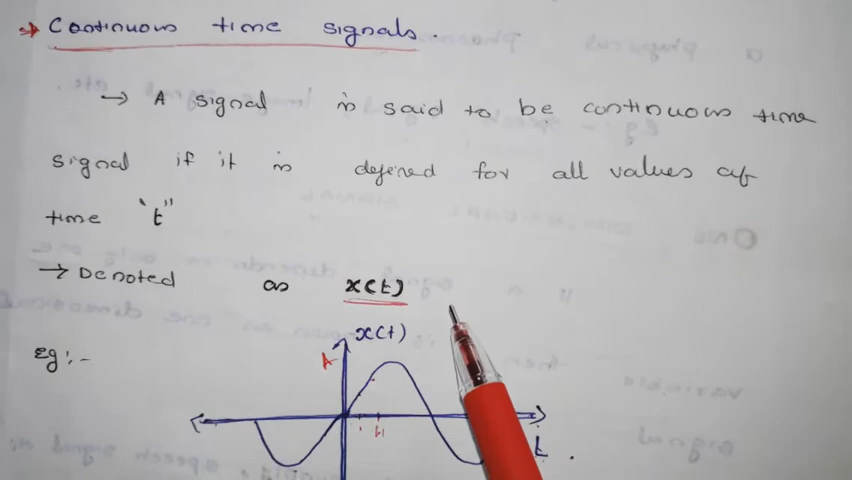 Continuous time signals.
→ A signal is said to be continuous time
signal if it is defined for all values of
time "t"
→ Denoted as x(t)
x(t)
A
Eg:-
t